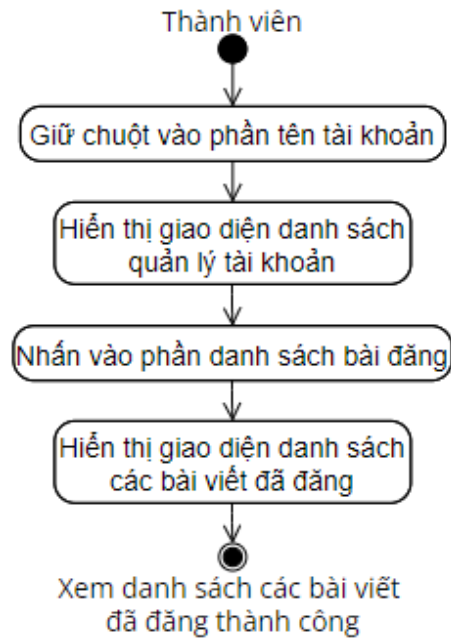 Thành viên
Giữ chuột vào phần tên tài khoản
Hiển thị giao diện danh sách
quản lý tài khoản
Nhấn vào phần danh sách bài đăng
Hiển thị giao diện danh sách
các bài viết đã đăng
Xem danh sách các bài viết
đã đăng thành công